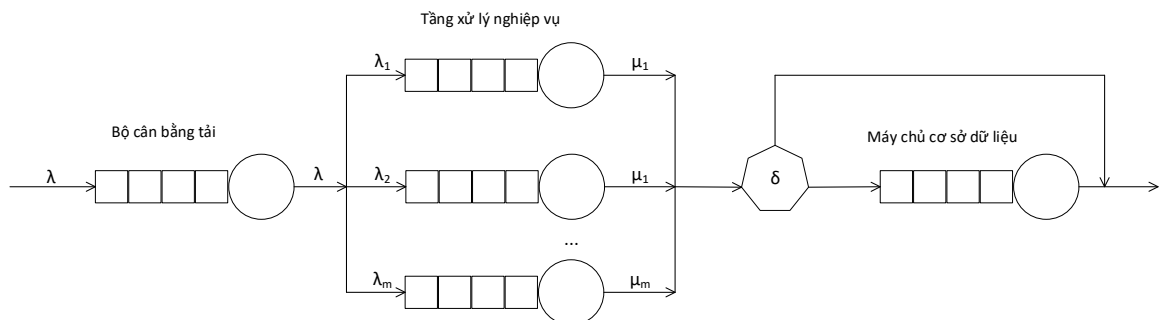 Tầng xử lý nghiệp vụ
λ1
μ1
Bộ cân bằng tải
Máy chủ cơ sở dữ liệu
λ
λ
λ2
μ1
δ
...
λm
μm